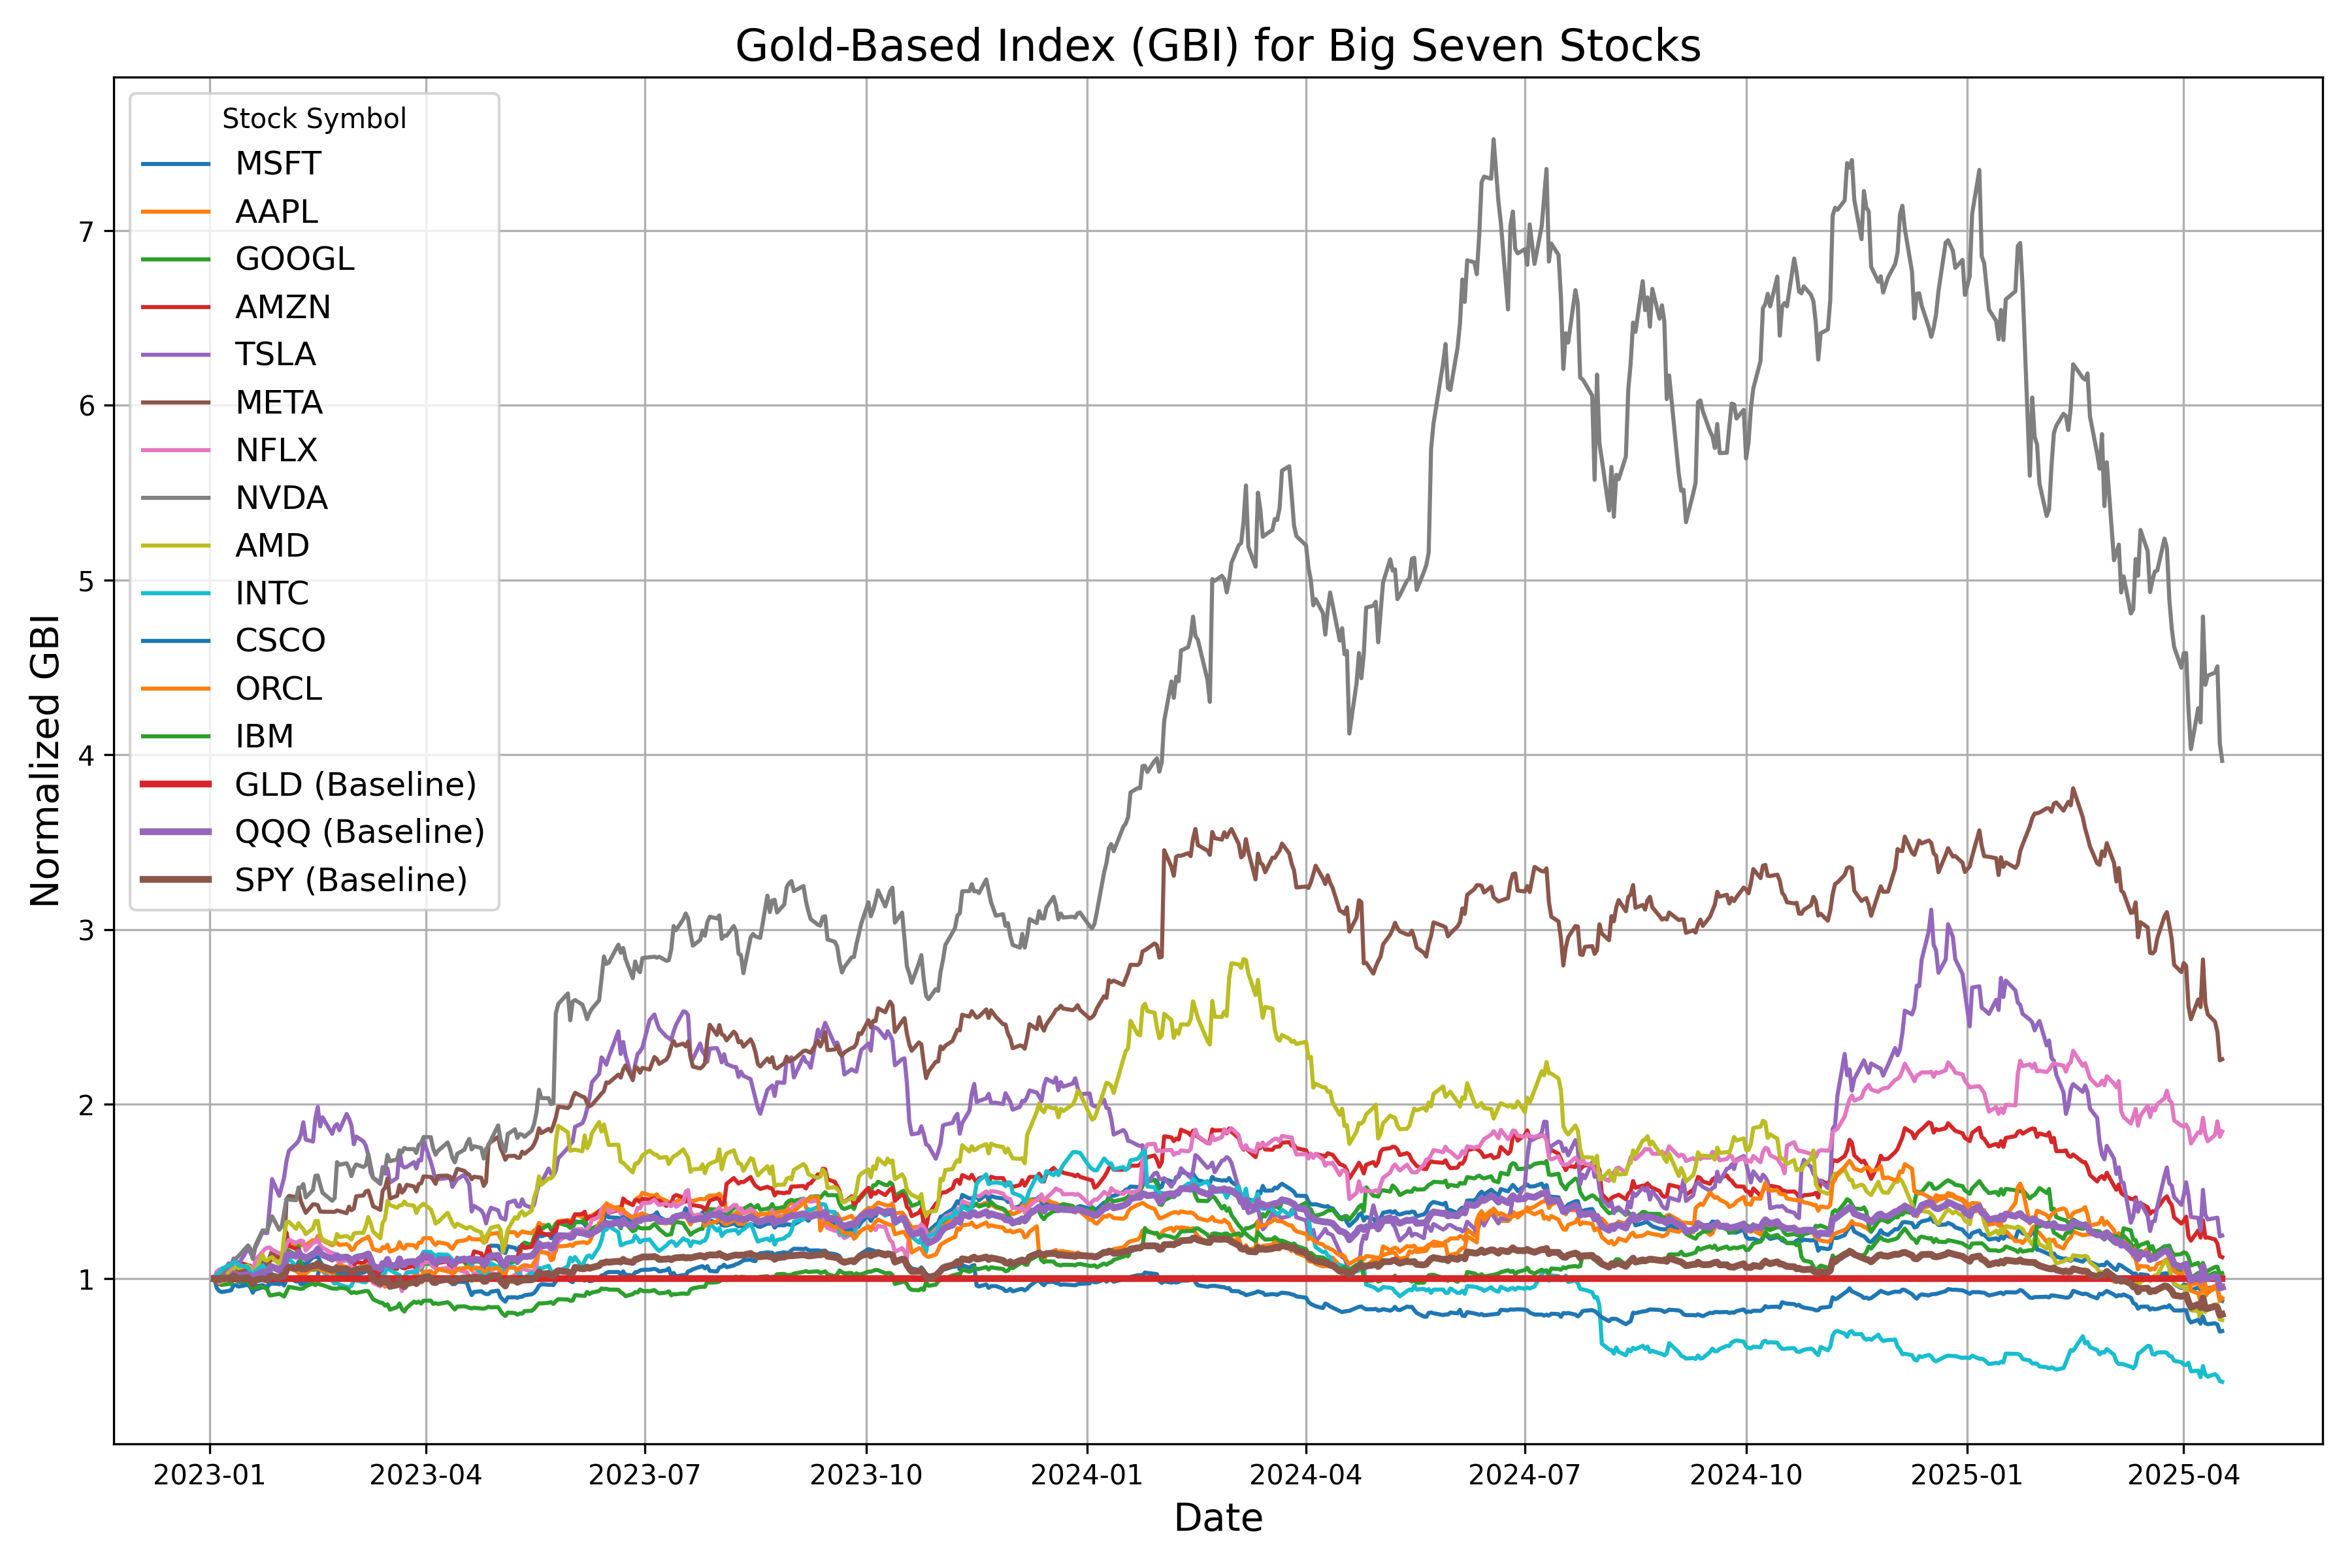 Gold-Based Index (GBI) for Big Seven Stocks
Stock Symbol
MSFT
AAPL
GOOGL
AMZN
TSLA
META
NFLX
NVDA
AMD
INTC
CSCO
ORCL
IBM
GLD (Baseline)
QQQ (Baseline)
SPY (Baseline)
Normalized GBI
7
6
5
4
3
2
1
2023-01
2023-04
2023-07
2023-10
2024-01
2024-04
2024-07
2024-10
2025-01
2025-04
Date